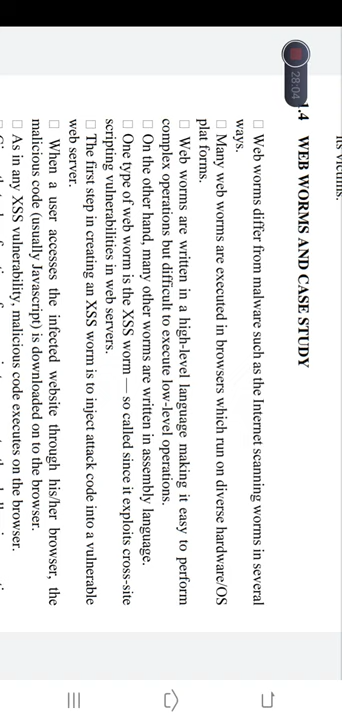 its victims.
28:04
1.4 WEB WORMS AND CASE STUDY
□ Web worms differ from malware such as the Internet scanning worms in several
ways.
□ Many web worms are executed in browsers which run on diverse hardware/OS
plat forms.
□ Web worms are written in a high-level language making it easy to perform
complex operations but difficult to execute low-level operations.
□ On the other hand, many other worms are written in assembly language.
□ One type of web worm is the XSS worm — so called since it exploits cross-site
scripting vulnerabilities in web servers.
□ The first step in creating an XSS worm is to inject attack code into a vulnerable
web server.
□ When a user accesses the infected website through his/her browser, the
malicious code (usually Javascript) is downloaded on to the browser.
□ As in any XSS vulnerability, malicious code executes on the browser.